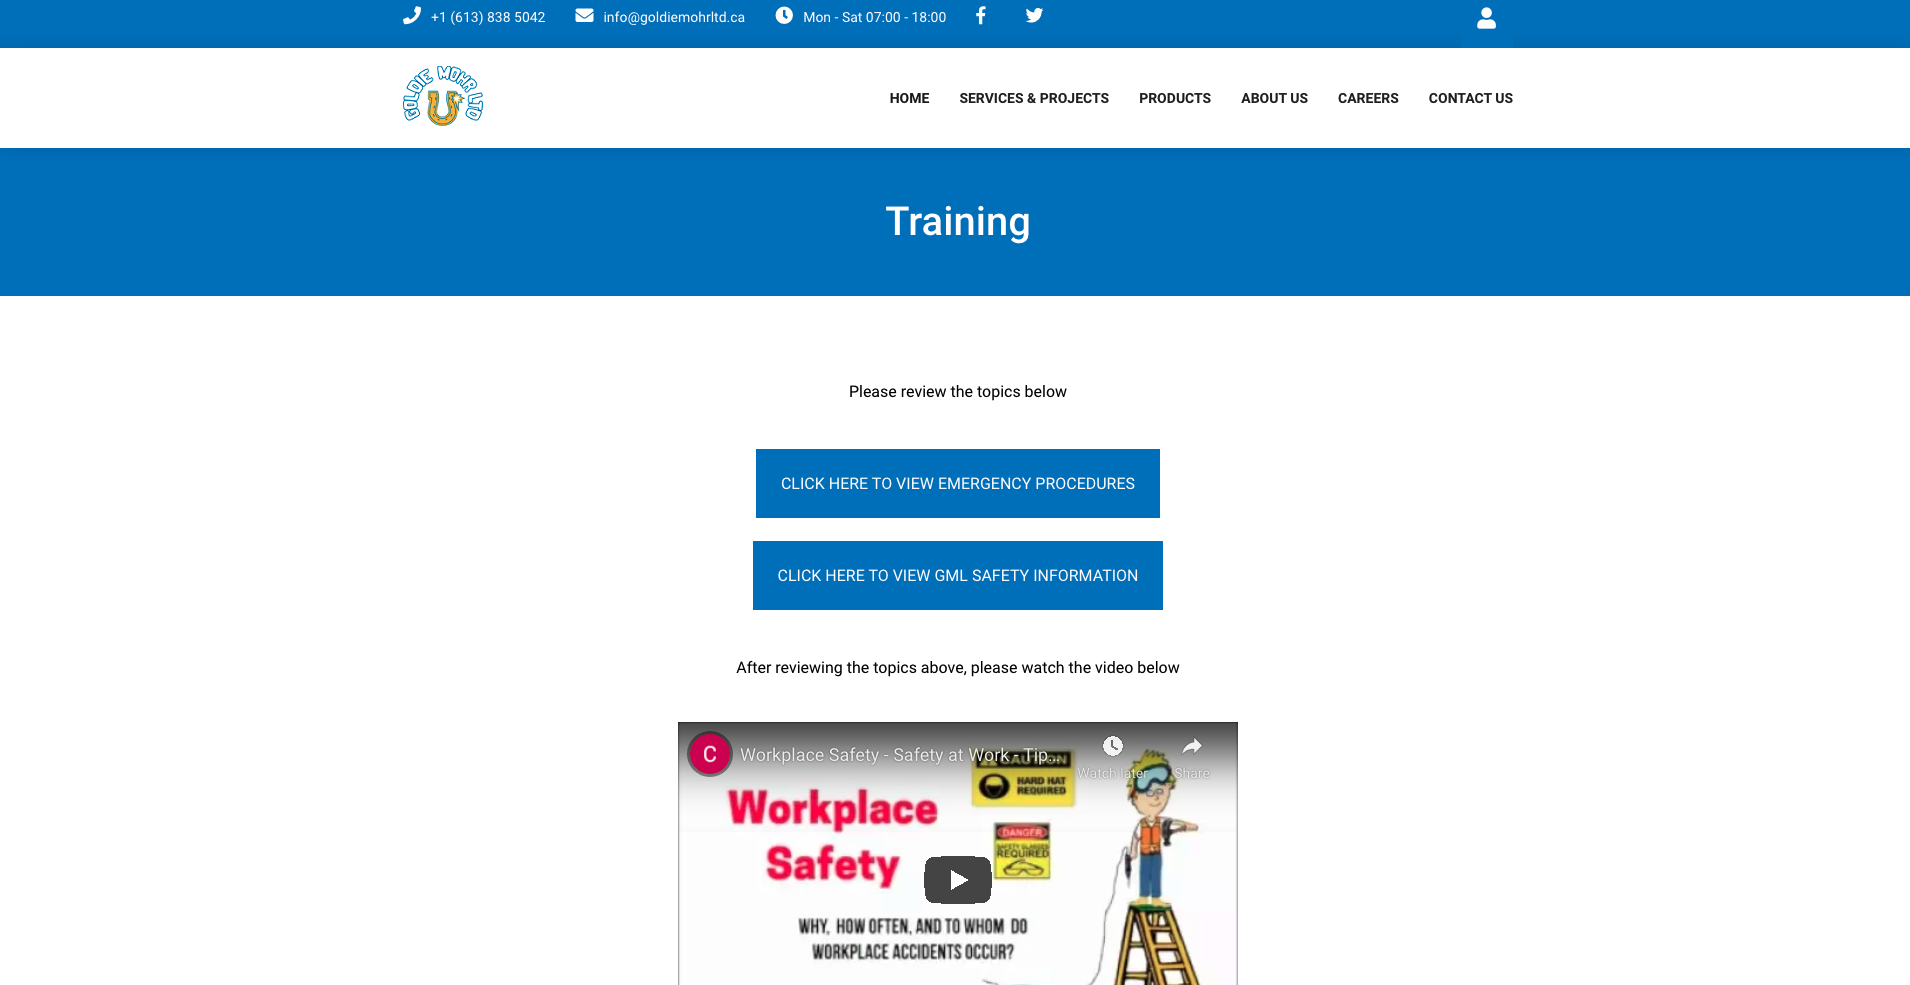 +1 (613) 838 5042
info@goldiemohrltd.ca
Mon - Sat 07:00 - 18:00
GOLDIE MOHR LTD
HOME
SERVICES & PROJECTS
PRODUCTS
ABOUT US
CAREERS
CONTACT US
Training
Please review the topics below
CLICK HERE TO VIEW EMERGENCY PROCEDURES
CLICK HERE TO VIEW GML SAFETY INFORMATION
After reviewing the topics above, please watch the video below
C
Workplace Safety - Safety at Work - Tip...
Watch later
Share
CAUTION
HARD HAT
REQUIRED
Workplace
Safety
DANGER
SAFETY GLASSES
REQUIRED
WHY, HOW OFTEN, AND TO WHOM DO
WORKPLACE ACCIDENTS OCCUR?